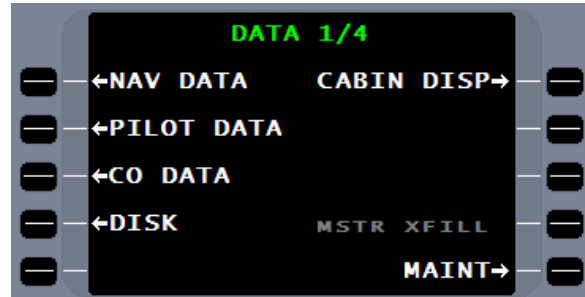 DATA 1/4
←NAV DATA CABIN DISP→
←PILOT DATA
←CO DATA
←DISK MSTR XFILL
MAINT→